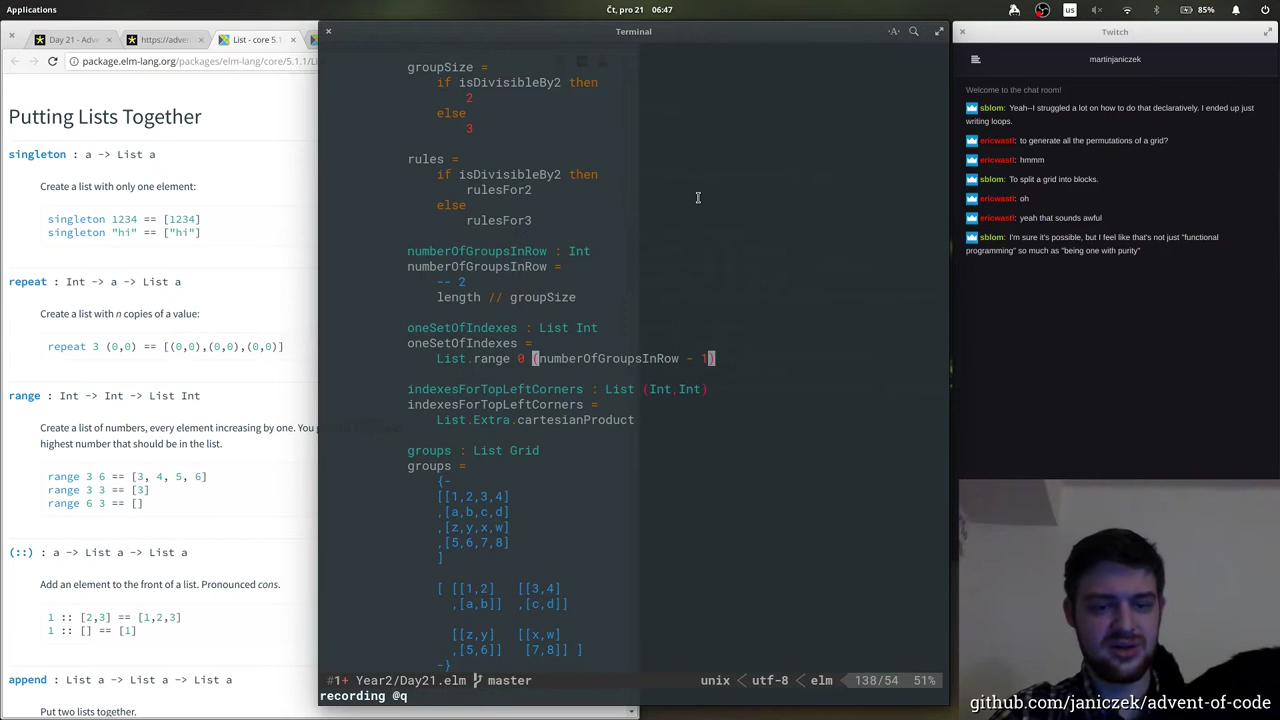 Applications
Čt, pro 21 06:47
us
85%
Day 21 - Adve
https://adven
List - core 5.1
package.elm-lang.org/packages/elm-lang/core/5.1.1/Li
Putting Lists Together
singleton : a -> List a
Create a list with only one element:
singleton 1234 == [1234]
singleton "hi" == ["hi"]
repeat : Int -> a -> List a
Create a list with n copies of a value:
repeat 3 (0,0) == [(0,0),(0,0),(0,0)]
range : Int -> Int -> List Int
Create a list of numbers, every element increasing by one. You
highest number that should be in the list.
range 3 6 == [3, 4, 5, 6]
range 3 3 == [3]
range 6 3 == []
(::) : a -> List a -> List a
Add an element to the front of a list. Pronounced cons.
1 :: [2,3] == [1,2,3]
1 :: [] == [1]
append : List a -> List a -> List a
Put two lists together.
Terminal
groupSize =
if isDivisibleBy2 then
2
else
3
rules =
if isDivisibleBy2 then
rulesFor2
else
rulesFor3
numberOfGroupsInRow : Int
numberOfGroupsInRow =
-- 2
length // groupSize
oneSetOfIndexes : List Int
oneSetOfIndexes =
List.range 0 (numberOfGroupsInRow - 1)
indexesForTopLeftCorners : List (Int,Int)
indexesForTopLeftCorners =
List.Extra.cartesianProduct
groups : List Grid
groups =
{-
[[1,2,3,4]
,[a,b,c,d]
,[z,y,x,w]
,[5,6,7,8]
]
[ [[1,2] [[3,4]
,[a,b]] ,[c,d]]
[[z,y] [[x,w]
,[5,6]] [7,8]] ]
-}
#1+ Year2/Day21.elm master
unix < utf-8 < elm 138/54 51%
recording @q
Twitch
martinjaniczek
Welcome to the chat room!
sblom: Yeah--I struggled a lot on how to do that declaratively. I ended up just
writing loops.
ericwastl: to generate all the permutations of a grid?
ericwastl: hmmm
sblom: To split a grid into blocks.
ericwastl: oh
ericwastl: yeah that sounds awful
sblom: I'm sure it's possible, but I feel like that's not just "functional
programming" so much as "being one with purity"
github.com/janiczek/advent-of-code